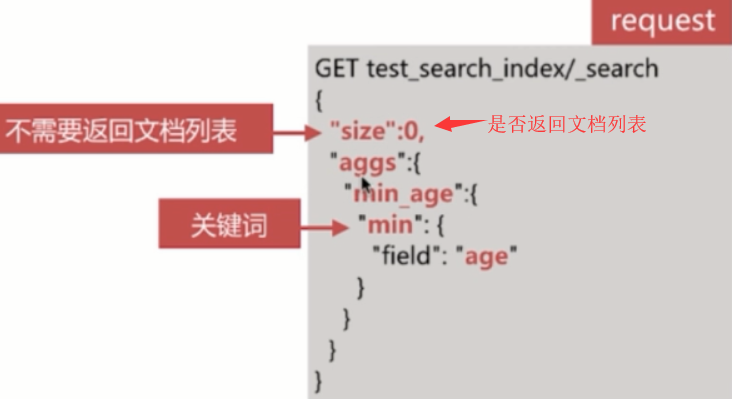 request
GET test_search_index/_search
{
不需要返回文档列表
"size":0,
是否返回文档列表
"aggs":{
"min_age":{
关键词
"min": {
"field": "age"
}
}
}
}